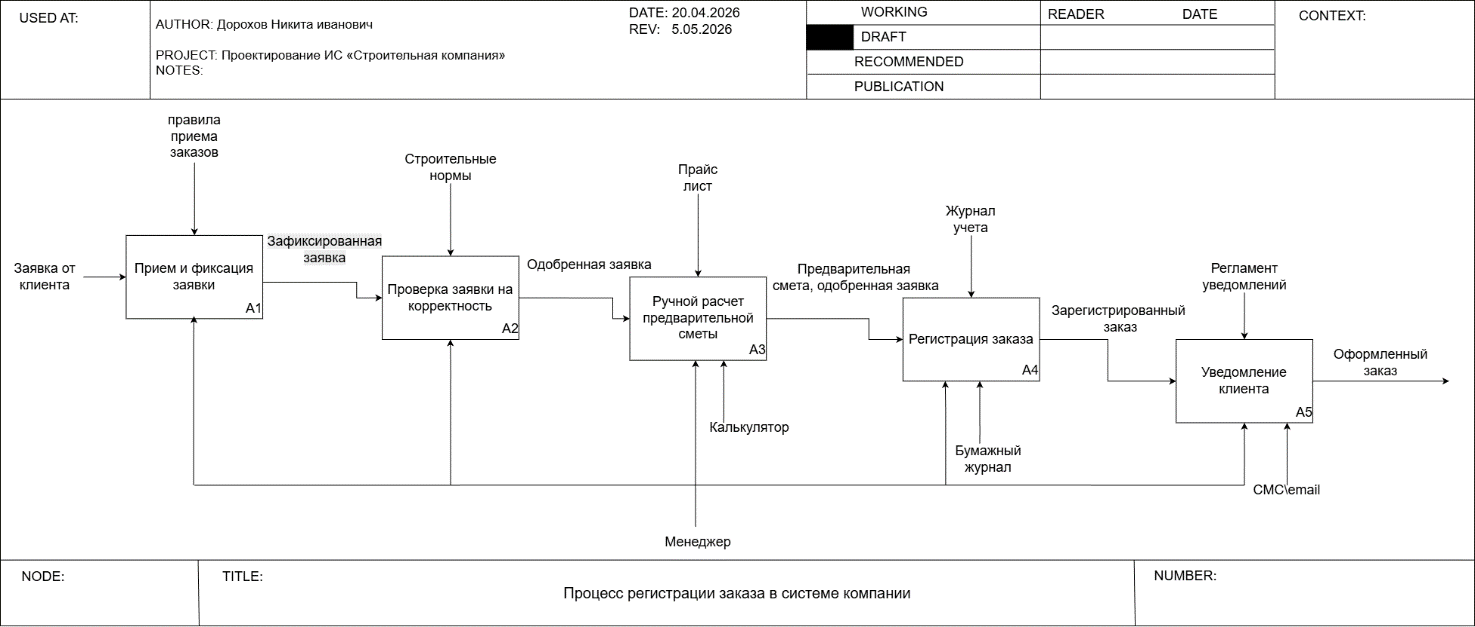 USED AT:
AUTHOR: Дорохов Никита иванович
PROJECT: Проектирование ИС «Строительная компания»
NOTES:
DATE: 20.04.2026
REV: 5.05.2026
WORKING
DRAFT
RECOMMENDED
PUBLICATION
READER DATE
CONTEXT:
правила
приема
заказов
Строительные
нормы
Прайс
лист
Журнал
учета
Регламент
уведомлений
Заявка от
клиента
Прием и фиксация
заявки
A1
Зафиксированная
заявка
Проверка заявки на
корректность
A2
Одобренная заявка
Ручной расчет
предварительной
сметы
A3
Предварительная
смета, одобренная заявка
Регистрация заказа
A4
Зарегистрированный
заказ
Уведомление
клиента
A5
Оформленный
заказ
Калькулятор
Бумажный
журнал
СМС\email
Менеджер
NODE:
TITLE:
Процесс регистрации заказа в системе компании
NUMBER: